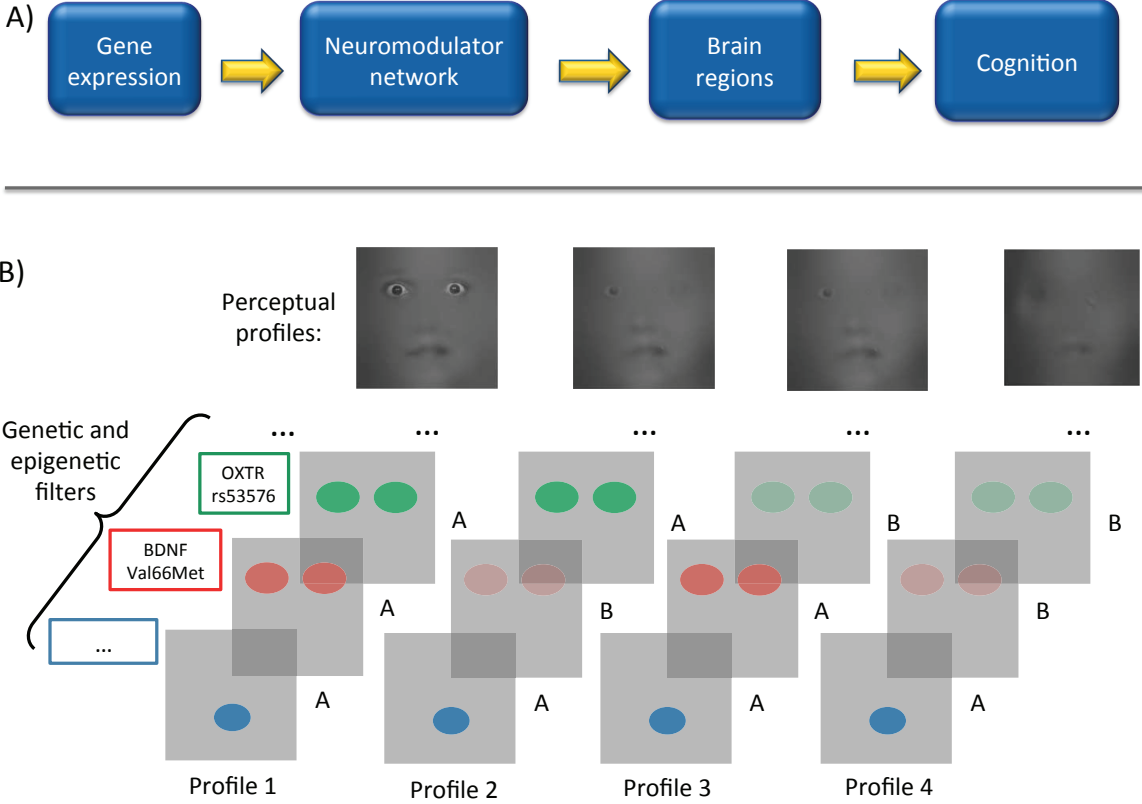 A)
Gene
expression
Neuromodulator
network
Brain
regions
Cognition
B)
Perceptual
profiles:
Genetic and
epigenetic
filters
...
...
...
...
...
OXTR
rs53576
A
A
B
B
BDNF
Val66Met
A
B
A
B
...
A
A
A
A
Profile 1
Profile 2
Profile 3
Profile 4